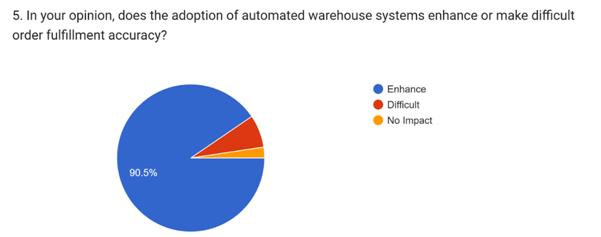 5. In your opinion, does the adoption of automated warehouse systems enhance or make difficult
order fulfillment accuracy?
Enhance
Difficult
No Impact
90.5%